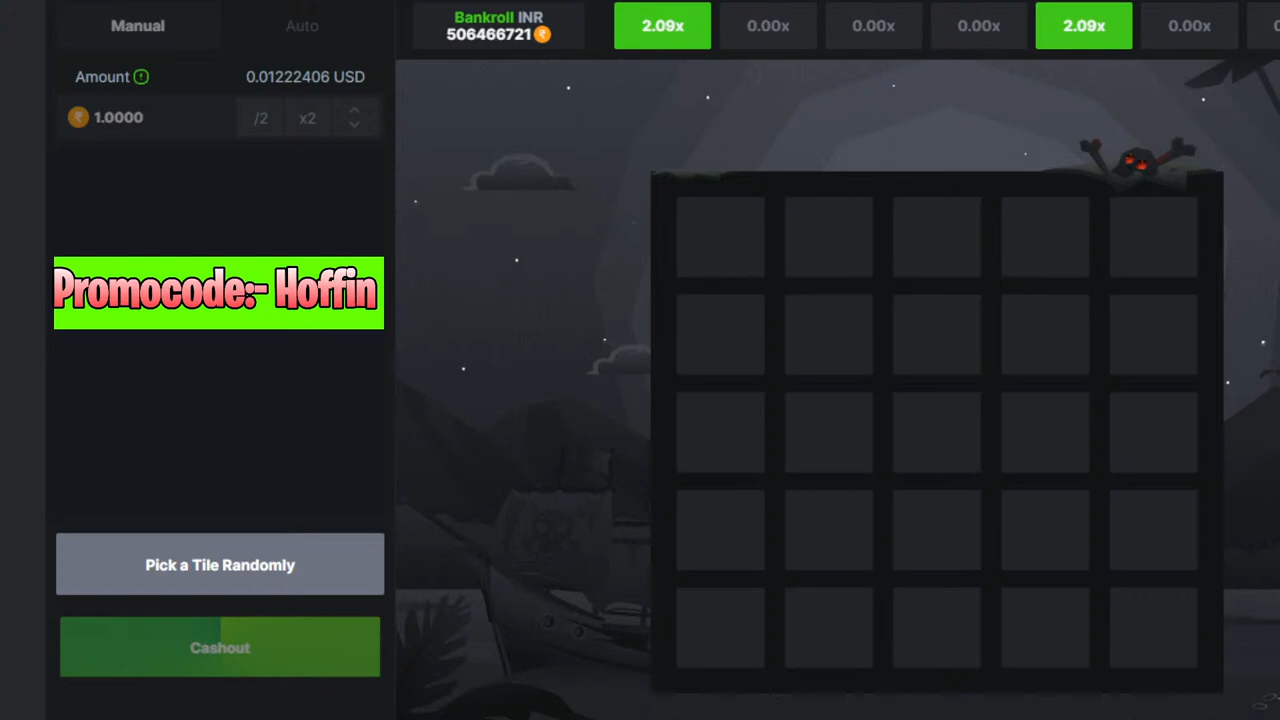 Manual
Auto
Bankroll INR
506466721
2.09x
0.00x
0.00x
0.00x
2.09x
0.00x
Amount
0.01222406 USD
1.0000
/2
x2
Promocode:- Hoffin
Pick a Tile Randomly
Cashout